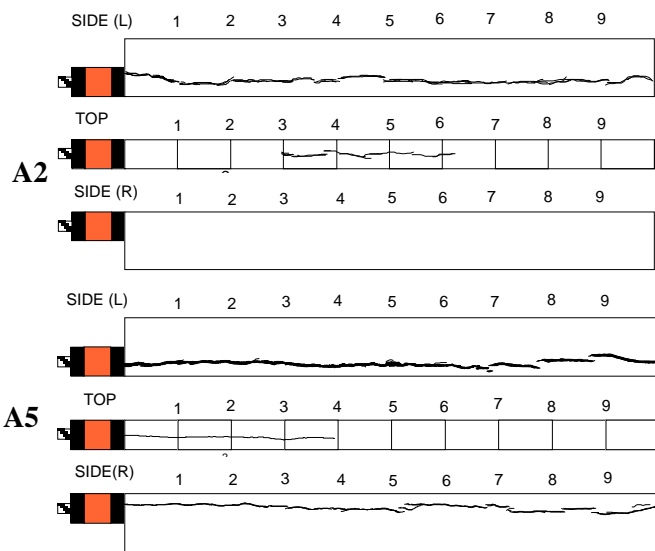 SIDE (L) 1 2 3 4 5 6 7 8 9
TOP
1 2 3 4 5 6 7 8 9
A2
SIDE (R) 1 2 3 4 5 6 7 8 9
SIDE (L) 1 2 3 4 5 6 7 8 9
TOP
1 2 3 4 5 6 7 8 9
A5
SIDE(R) 1 2 3 4 5 6 7 8 9